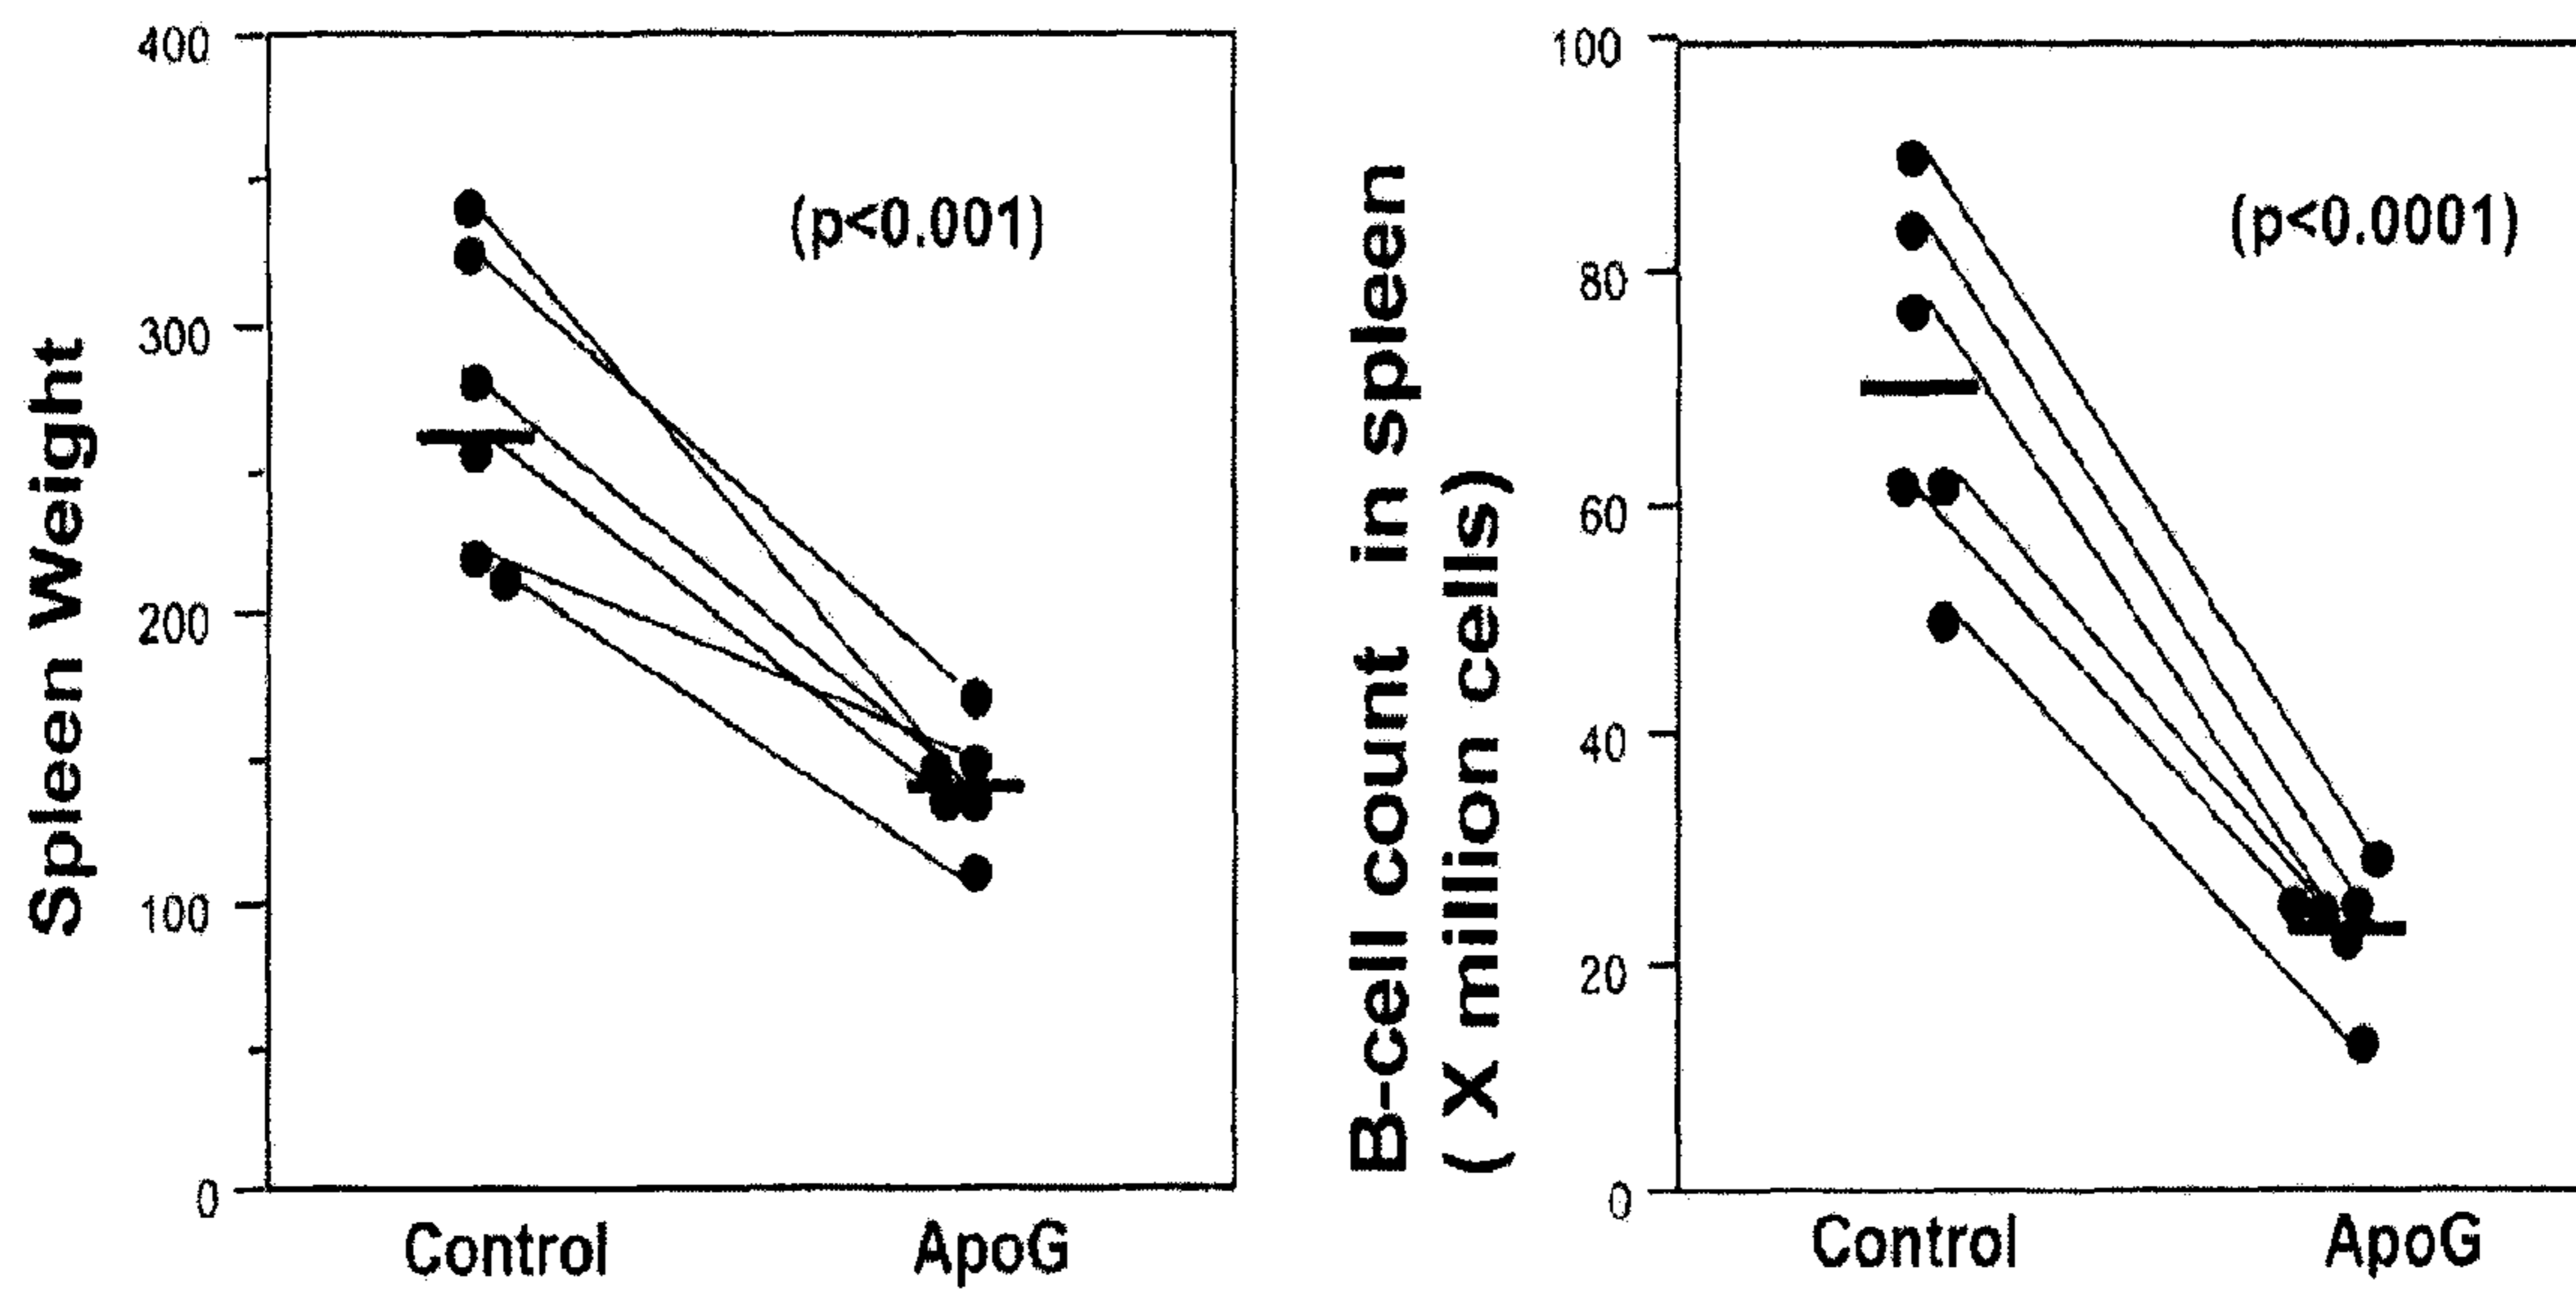 Spleen Weight
400
300
200
100
0
(p<0.001)
Control ApoG
B-cell count in spleen
( X million cells)
100
80
60
40
20
0
(p<0.0001)
Control ApoG